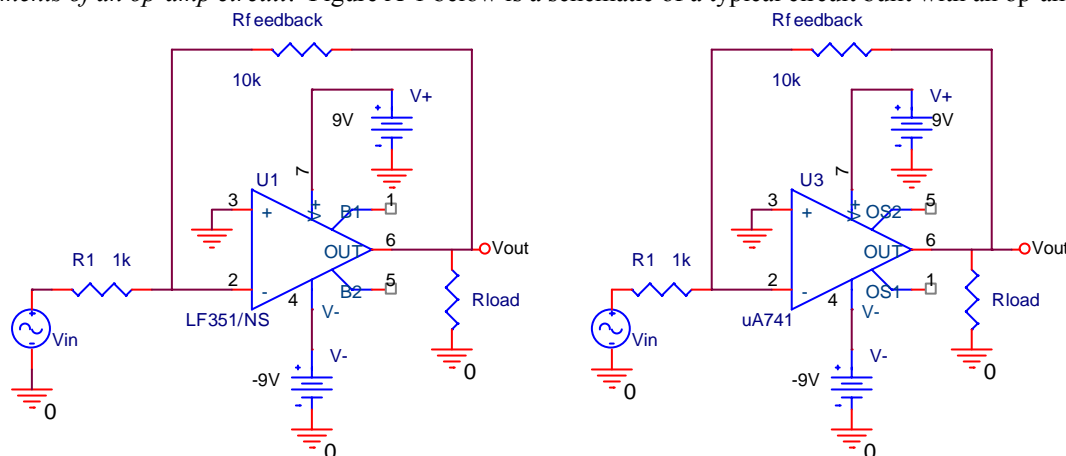 ments of an op-amp circuit? Figure A-1 below is a schematic of a typical circuit built with an op-am
Rfeedback
10k
V+
9V
7
U1
3
+
V+
B1
1
OUT
6
Vout
R1 1k
2
-
4
B2
5
LF351/NS
V-
Rload
Vin
V-
-9V
0
0
0
Rfeedback
10k
V+
9V
7
U3
3
+
V+
OS2
5
OUT
6
Vout
R1 1k
2
-
4
OS1
1
uA741
V-
Rload
Vin
V-
-9V
0
0
0